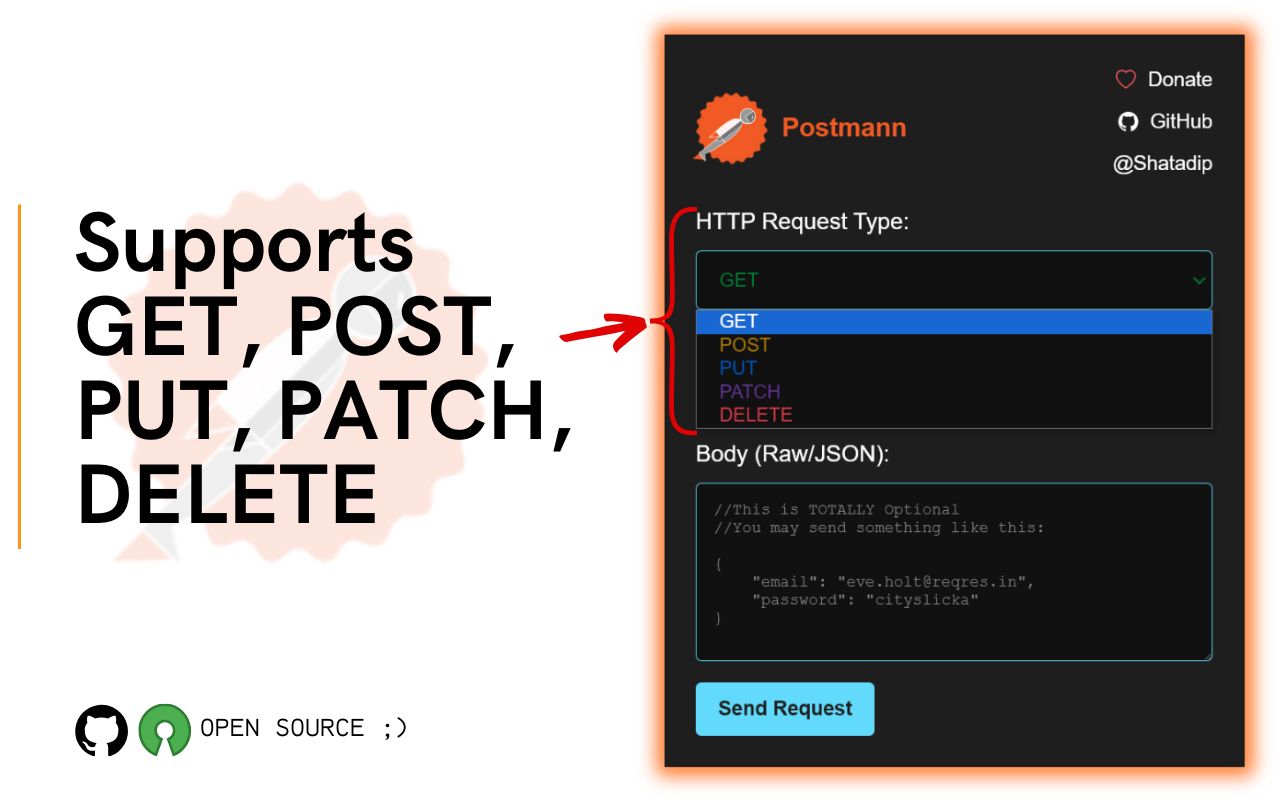 Supports
GET, POST,
PUT, PATCH,
DELETE
OPEN SOURCE ;)
Postmann
Donate
GitHub
@Shatadip
HTTP Request Type:
GET
GET
POST
PUT
PATCH
DELETE
Body (Raw/JSON):
//This is TOTALLY Optional
//You may send something like this:
{
"email": "eve.holt@reqres.in",
"password": "cityslicka"
}
Send Request